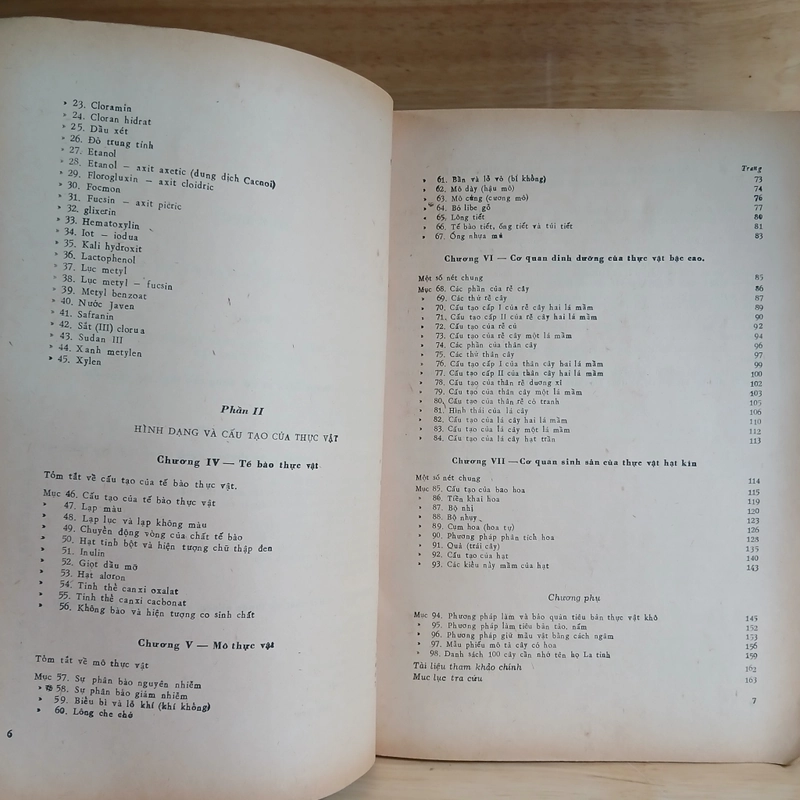 » 23. Cloramin
» 24. Cloran hidrat
» 25. Dầu xét
» 26. Đỏ trung tính
» 27. Etanol
» 28. Etanol — axit axetic (dung dịch Cacnoi)
» 29. Florogluxin — axit cloidric
» 30. Focmon
» 31. Fucsin — axit picric
» 32. glixerin
» 33. Hematoxylin
» 34. Iot — iodua
» 35. Kali hydroxit
» 36. Lactophenol
» 37. Luc metyl
» 38. Luc metyl — fucsin
» 39. Metyl benzoat
» 40. Nước Javen
» 41. Safranin
» 42. Sắt (III) clorua
» 43. Sudan III
» 44. Xanh metylen
» 45. Xylen
Phần II
HÌNH DẠNG VÀ CẤU TẠO CỦA THỰC VẬT
Chương IV — Tế bào thực vật
Tóm tắt về cấu tạo của tế bào thực vật.
Mục 46. Cấu tạo của tế bào thực vật
» 47. Lạp màu
» 48. Lạp lục và lạp không màu
» 49. Chuyển động vòng của chất tế bào
» 50. Hạt tinh bột và hiện tượng chữ thập đen
» 51. Inulin
» 52. Giọt dầu mỡ
» 53. Hạt aloron
» 54. Tinh thể canxi oxalat
» 55. Tinh thể canxi cacbonat
» 56. Không bào và hiện tượng co sinh chất
Chương V — Mô thực vật
Tóm tắt về mô thực vật
Mục 57. Sự phân bào nguyên nhiễm
» 58. Sự phân bào giảm nhiễm
» 59. Biểu bì và lỗ khí (khí khổng)
» 60. Lông che chở
6
Trang
» 61. Bần và lỗ vỏ (bì khổng) 73
» 62. Mô dày (hậu mô) 74
» 63. Mô cứng (cương mô) 76
» 64. Bó libe gỗ 77
» 65. Lông tiết 80
» 66. Tế bào tiết, ống tiết và túi tiết 81
» 67. Ống nhựa mủ 83
Chương VI — Cơ quan dinh dưỡng của thực vật bậc cao.
Một số nét chung 85
Mục 68. Các phần của rễ cây 86
» 69. Các thứ rễ cây 87
» 70. Cấu tạo cấp I của rễ cây hai lá mầm 89
» 71. Cấu tạo cấp II của rễ cây hai lá mầm 90
» 72. Cấu tạo của rễ củ 92
» 73. Cấu tạo của rễ cây một lá mầm 94
» 74. Các phần của thân cây 96
» 75. Các thứ thân cây 97
» 76. Cấu tạo cấp I của thân cây hai lá mầm 99
» 77. Cấu tạo cấp II của thân cây hai lá mầm 100
» 78. Cấu tạo của thân rễ dương xỉ 102
» 79. Cấu tạo của thân cây một lá mầm 103
» 80. Cấu tạo của thân rễ cỏ tranh 105
» 81. Hình thái của lá cây 106
» 82. Cấu tạo của lá cây hai lá mầm 110
» 83. Cấu tạo của lá cây một lá mầm 112
» 84. Cấu tạo của lá cây hạt trần 113
Chương VII — Cơ quan sinh sản của thực vật hạt kín
Một số nét chung 114
Mục 85. Cấu tạo của bao hoa 115
» 86. Tiền khai hoa 119
» 87. Bộ nhị 120
» 88. Bộ nhụy 123
» 89. Cụm hoa (hoa tự) 126
» 90. Phương pháp phân tích hoa 128
» 91. Quả (trái cây) 135
» 92. Cấu tạo của hạt 140
» 93. Các kiểu nảy mầm của hạt 143
Chương phụ
Mục 94. Phương pháp làm và bảo quản tiêu bản thực vật khô 145
» 95. Phương pháp làm tiêu bản tảo, nấm 152
» 96. Phương pháp giữ mẫu vật bằng cách ngâm 153
» 97. Mẫu phiếu mô tả cây có hoa 156
» 98. Danh sách 100 cây cần nhớ tên họ La tinh 159
Tài liệu tham khảo chính 162
Mục lục tra cứu 163
7